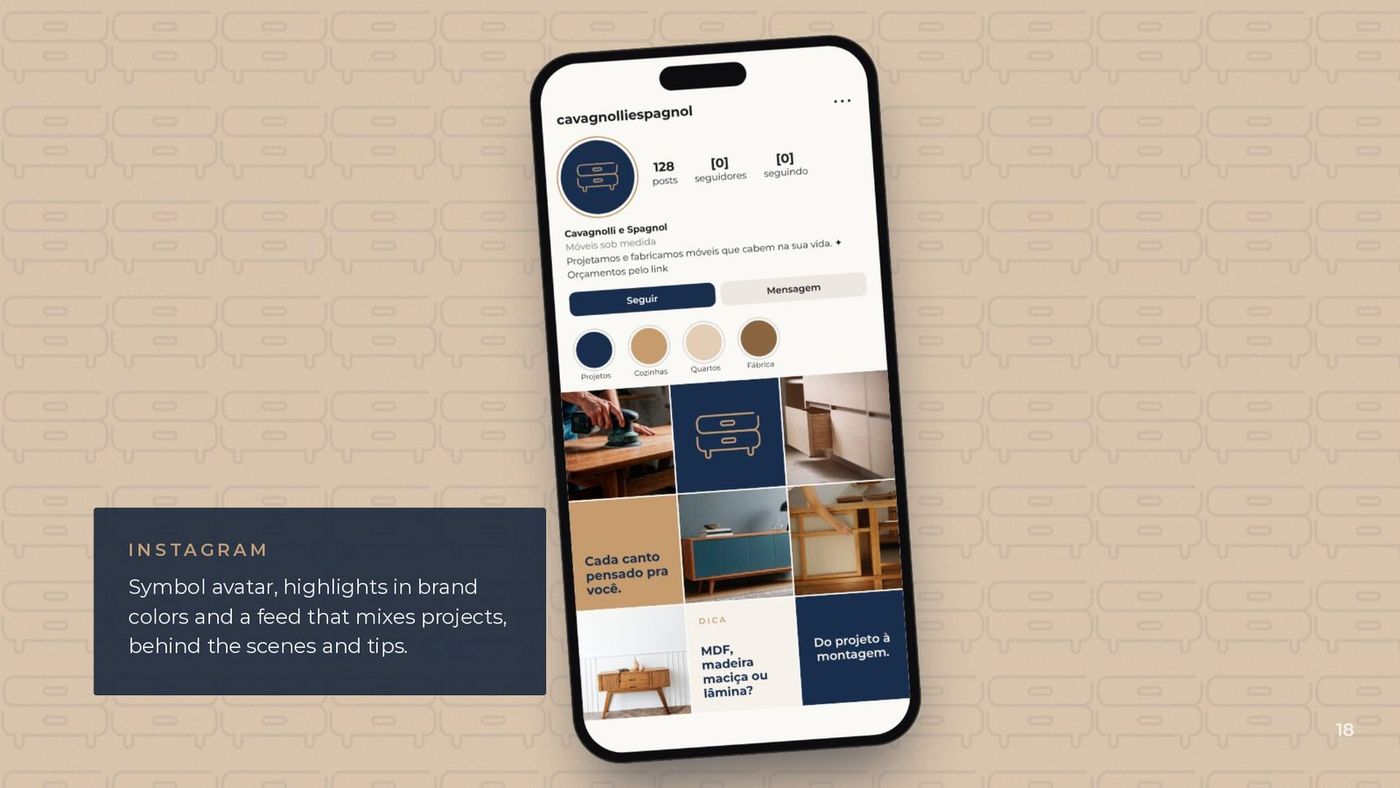 cavagnolliespagnol
...
128
posts
[0]
seguidores
[0]
seguindo
Cavagnolli e Spagnol
Móveis sob medida
Projetamos e fabricamos móveis que cabem na sua vida. ✦
Orçamentos pelo link
Seguir
Mensagem
Projetos
Cozinhas
Quartos
Fábrica
Cada canto
pensado pra
você.
DICA
MDF,
madeira
maciça ou
lâmina?
Do projeto à
montagem.
INSTAGRAM
Symbol avatar, highlights in brand
colors and a feed that mixes projects,
behind the scenes and tips.
18